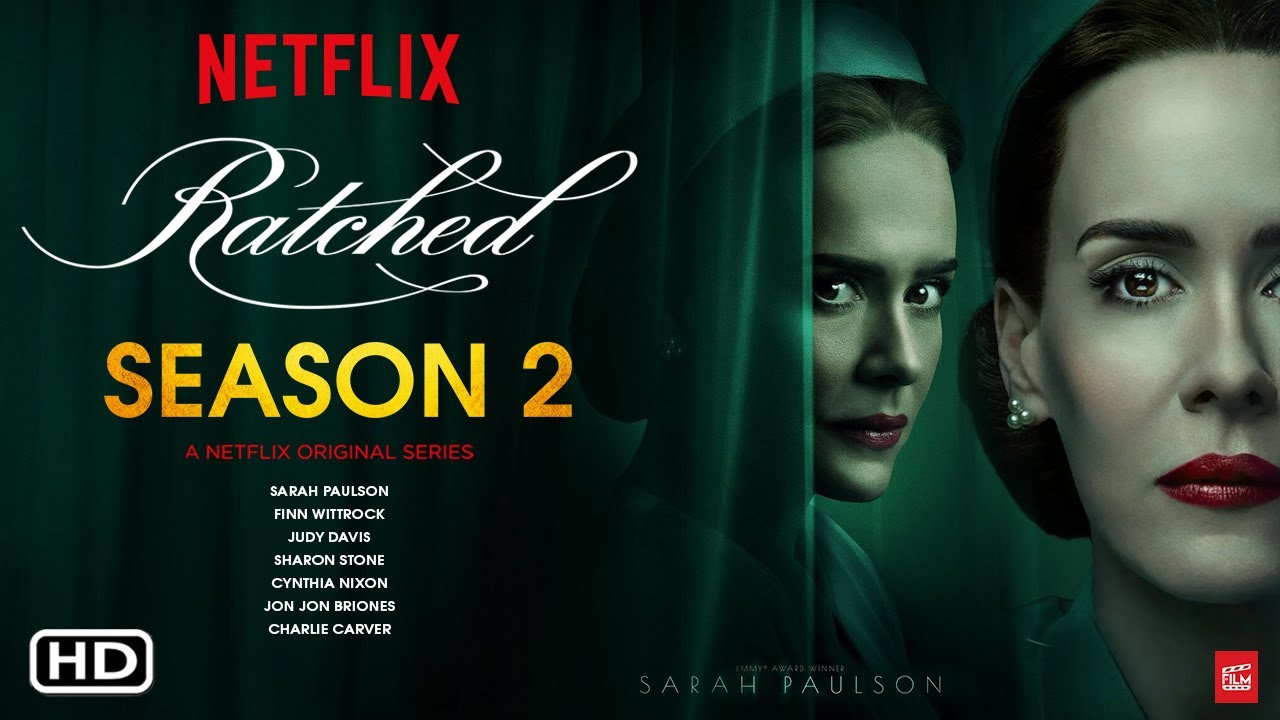 NETFLIX
Ratched
SEASON 2
A NETFLIX ORIGINAL SERIES
SARAH PAULSON
FINN WITTROCK
JUDY DAVIS
SHARON STONE
CYNTHIA NIXON
JON JON BRIONES
CHARLIE CARVER
HD
EMMY® AWARD WINNER
SARAH PAULSON
FILM